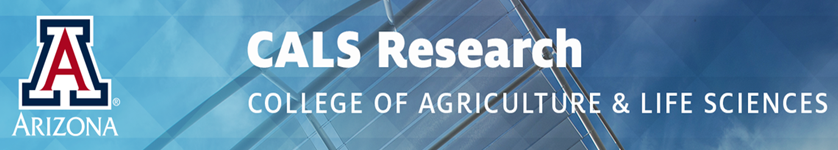 A
®
ARIZONA
CALS Research
COLLEGE OF AGRICULTURE & LIFE SCIENCES